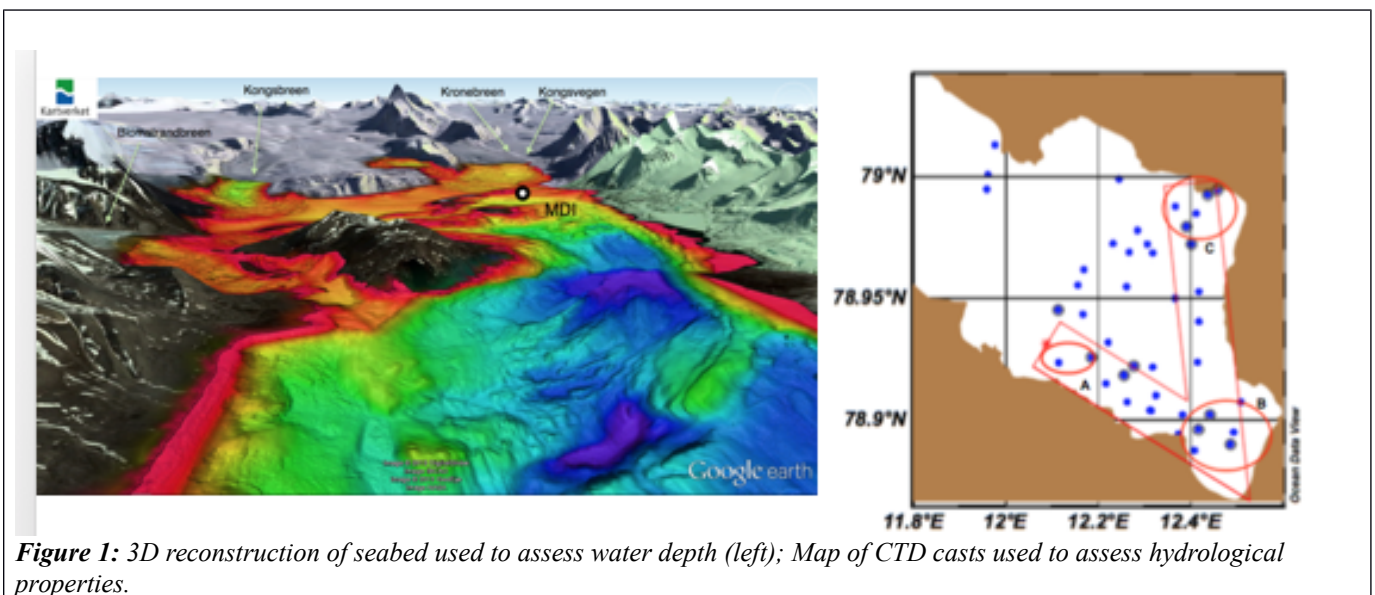 Kartverket
Kongsbreen
Kronebreen
Kongsvegen
Blomstrandbreen
MDI
Google earth
79°N
78.95°N
78.9°N
11.8°E
12°E
12.2°E
12.4°E
A
B
C
Ocean Data View
Figure 1: 3D reconstruction of seabed used to assess water depth (left); Map of CTD casts used to assess hydrological
properties.